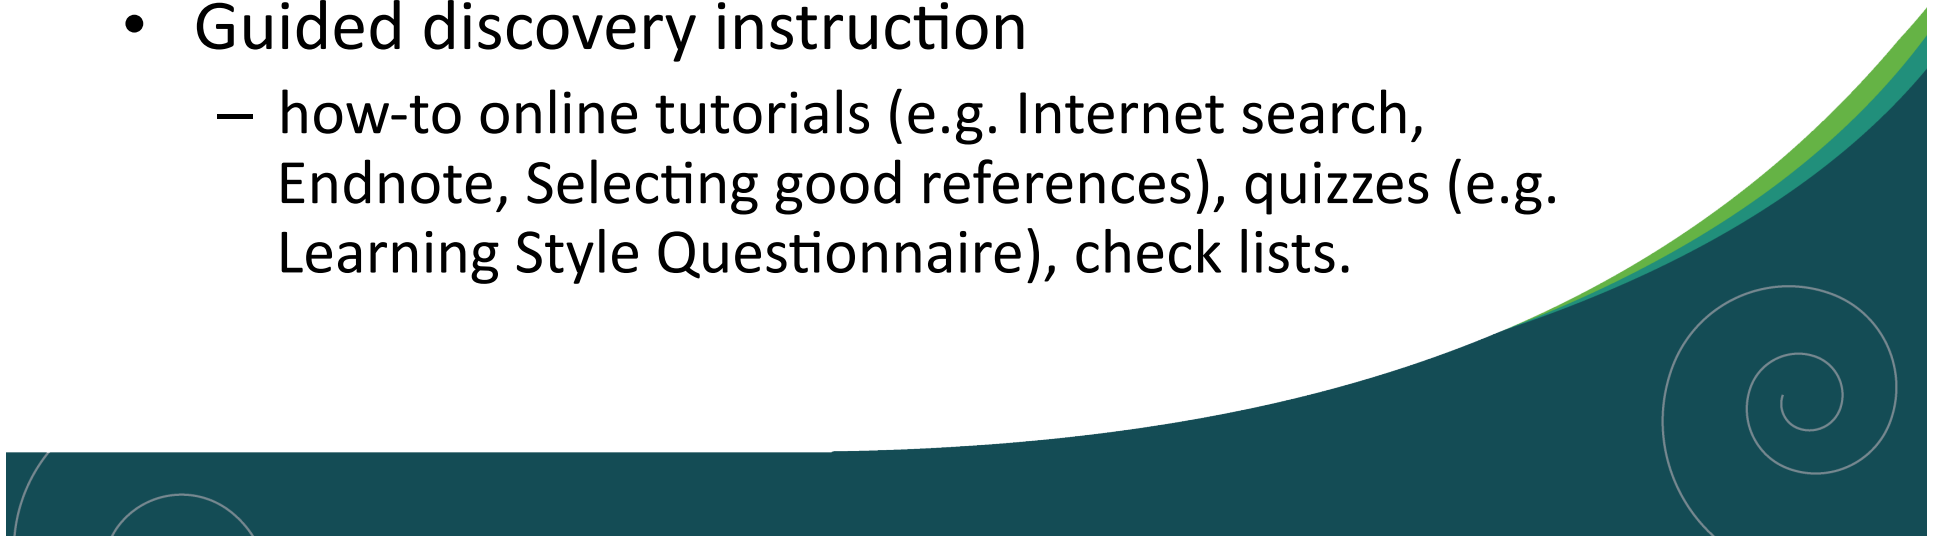 • Guided discovery instruction
– how-to online tutorials (e.g. Internet search,
Endnote, Selecting good references), quizzes (e.g.
Learning Style Questionnaire), check lists.